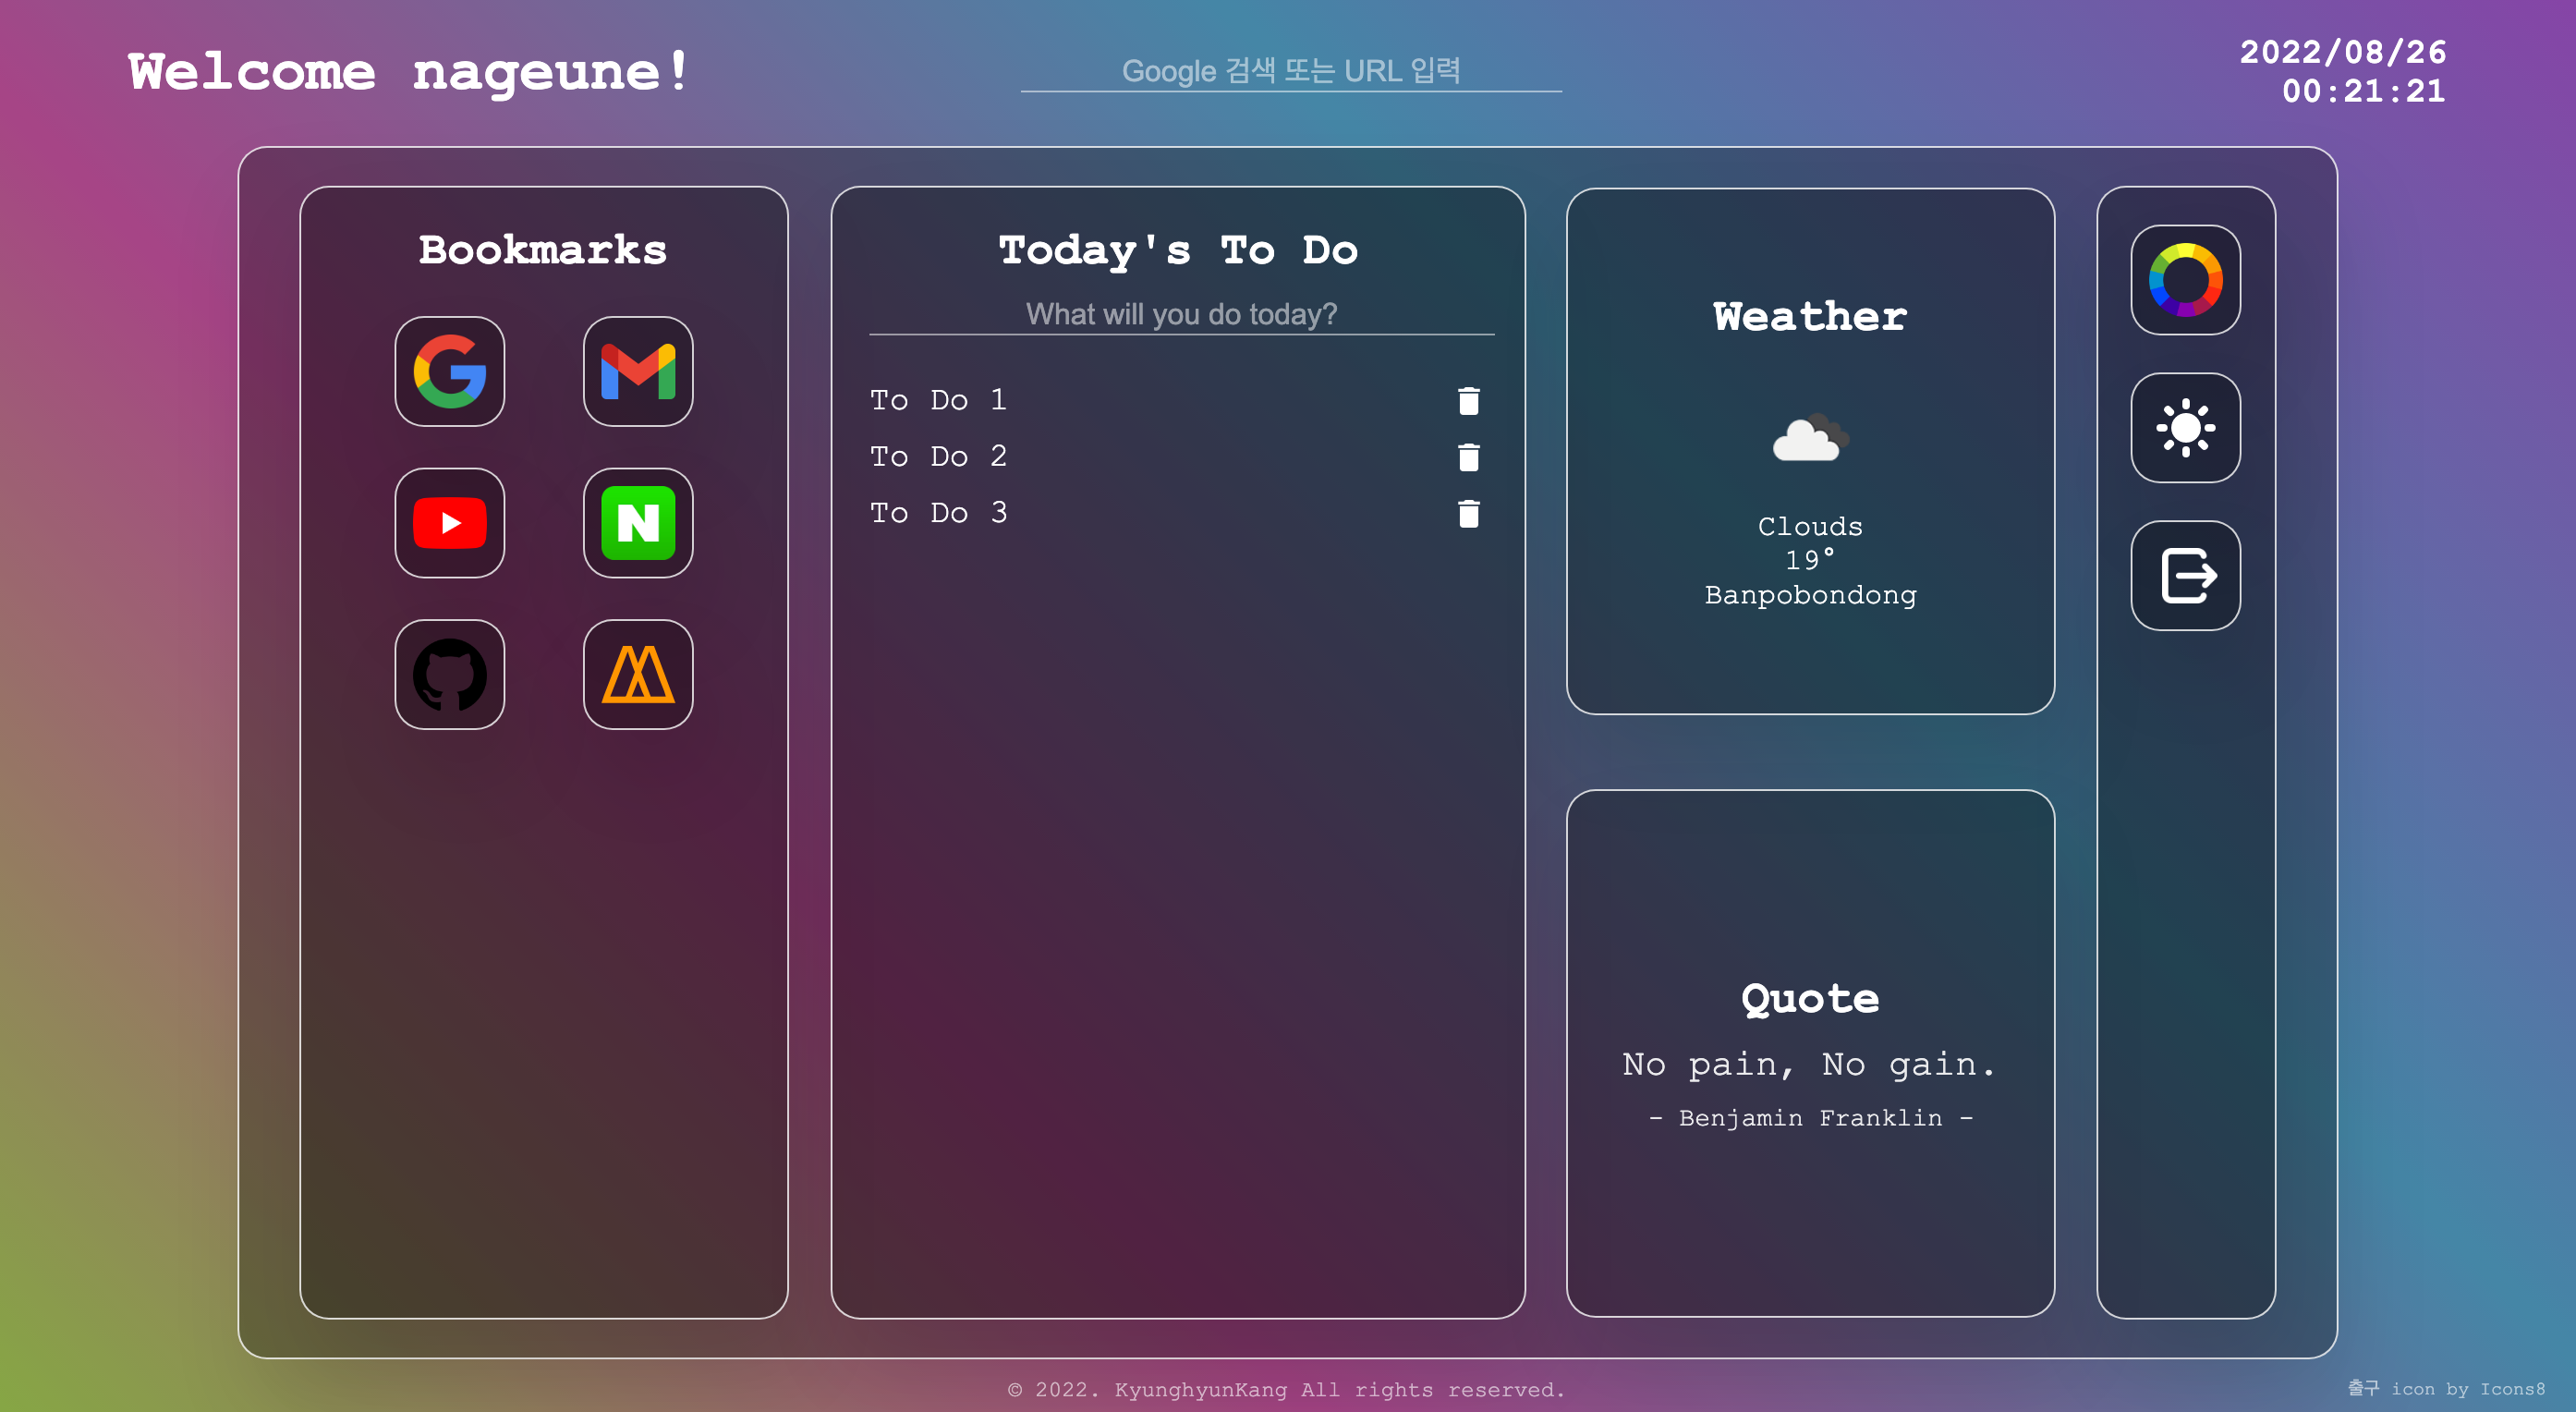 Welcome nageune!
Google 검색 또는 URL 입력
2022/08/26
00:21:21
Bookmarks
Today's To Do
What will you do today?
To Do 1
To Do 2
To Do 3
Weather
Clouds
19°
Banpobondong
Quote
No pain, No gain.
- Benjamin Franklin -
© 2022. KyunghyunKang All rights reserved.
출구 icon by Icons8